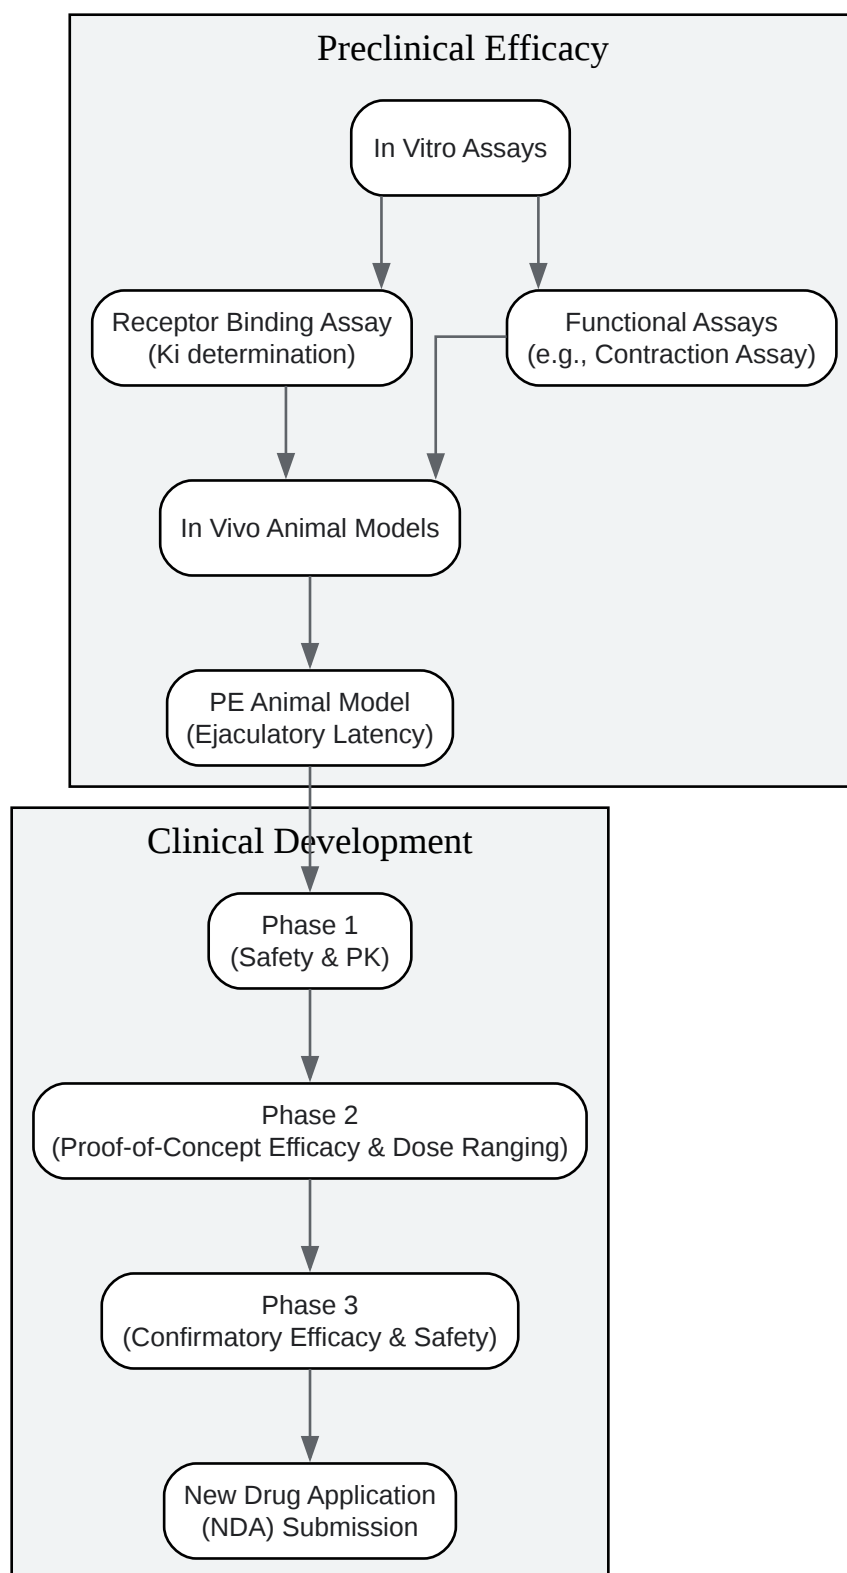 Preclinical Efficacy
In Vitro Assays
Receptor Binding Assay
(Ki determination)
Functional Assays
(e.g., Contraction Assay)
In Vivo Animal Models
PE Animal Model
(Ejaculatory Latency)
Clinical Development
Phase 1
(Safety & PK)
Phase 2
(Proof-of-Concept Efficacy & Dose Ranging)
Phase 3
(Confirmatory Efficacy & Safety)
New Drug Application
(NDA) Submission